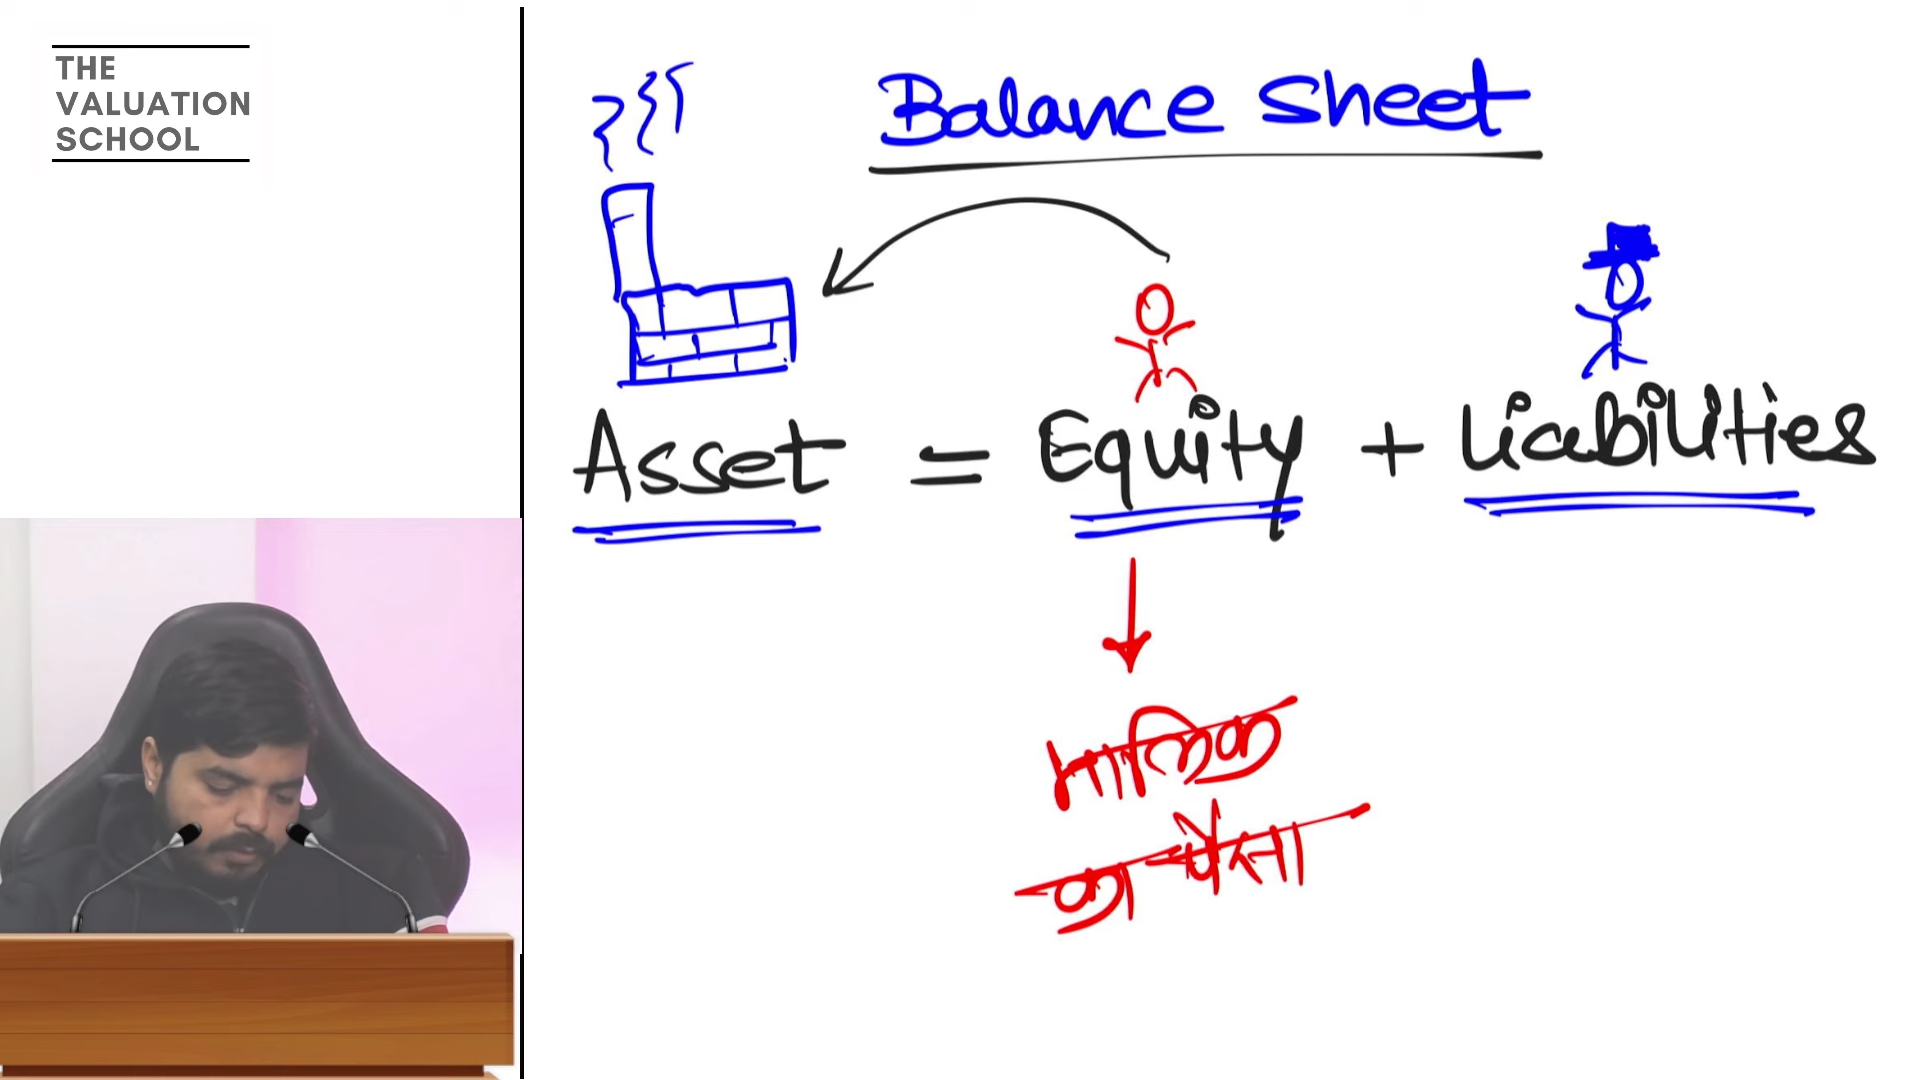 THE
VALUATION
SCHOOL
Balance sheet
Asset = Equity + Liabilities
मालिक
का पैसा